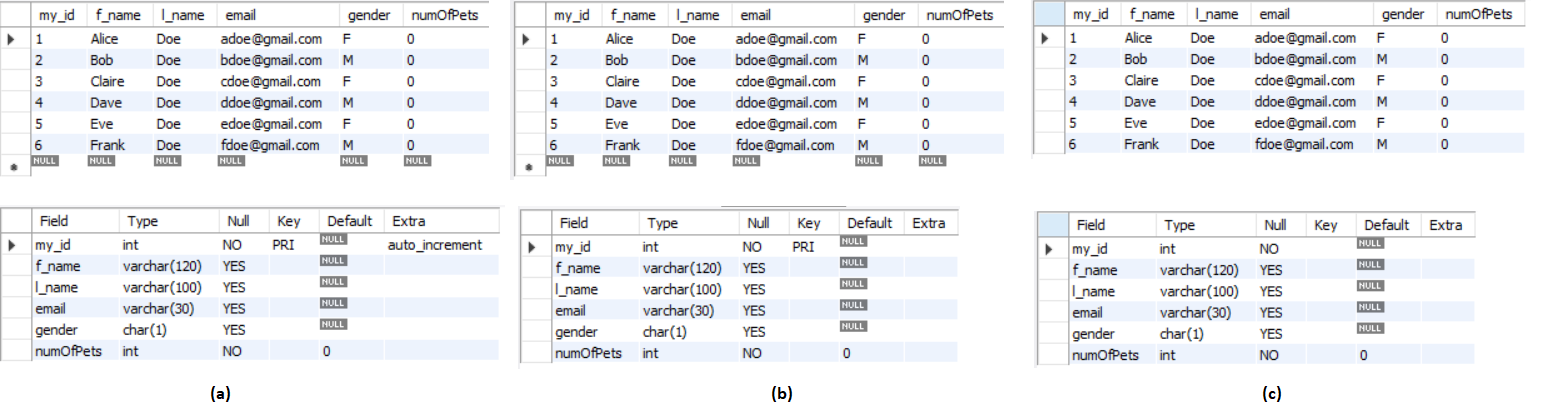 my_id f_name l_name email gender numOfPets
1 Alice Doe adoe@gmail.com F 0
2 Bob Doe bdoe@gmail.com M 0
3 Claire Doe cdoe@gmail.com F 0
4 Dave Doe ddoe@gmail.com M 0
5 Eve Doe edoe@gmail.com F 0
6 Frank Doe fdoe@gmail.com M 0
NULL NULL NULL NULL NULL NULL
Field Type Null Key Default Extra
my_id int NO PRI NULL auto_increment
f_name varchar(120) YES NULL
l_name varchar(100) YES NULL
email varchar(30) YES NULL
gender char(1) YES NULL
numOfPets int NO 0
(a)
my_id f_name l_name email gender numOfPets
1 Alice Doe adoe@gmail.com F 0
2 Bob Doe bdoe@gmail.com M 0
3 Claire Doe cdoe@gmail.com F 0
4 Dave Doe ddoe@gmail.com M 0
5 Eve Doe edoe@gmail.com F 0
6 Frank Doe fdoe@gmail.com M 0
NULL NULL NULL NULL NULL NULL
Field Type Null Key Default Extra
my_id int NO PRI NULL
f_name varchar(120) YES NULL
l_name varchar(100) YES NULL
email varchar(30) YES NULL
gender char(1) YES NULL
numOfPets int NO 0
(b)
my_id f_name l_name email gender numOfPets
1 Alice Doe adoe@gmail.com F 0
2 Bob Doe bdoe@gmail.com M 0
3 Claire Doe cdoe@gmail.com F 0
4 Dave Doe ddoe@gmail.com M 0
5 Eve Doe edoe@gmail.com F 0
6 Frank Doe fdoe@gmail.com M 0
Field Type Null Key Default Extra
my_id int NO NULL
f_name varchar(120) YES NULL
l_name varchar(100) YES NULL
email varchar(30) YES NULL
gender char(1) YES NULL
numOfPets int NO 0
(c)